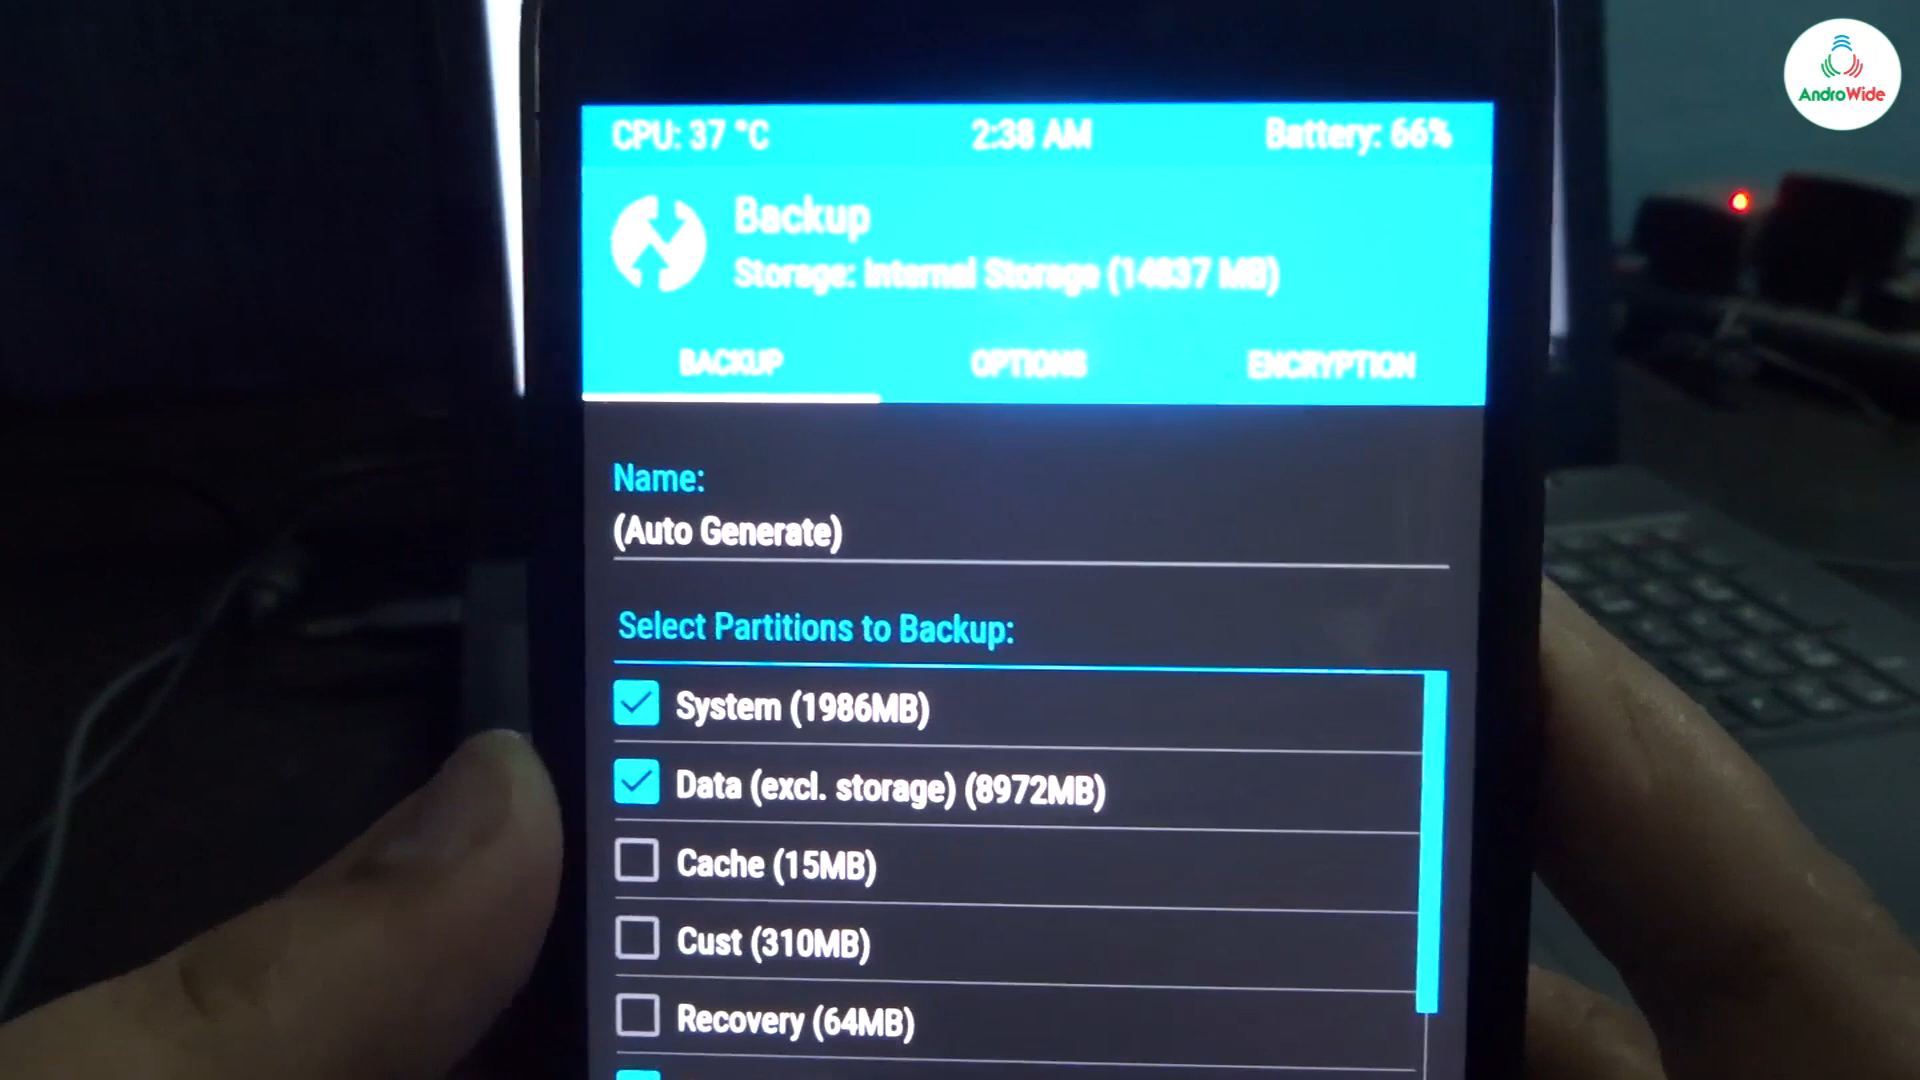 AndroWide
CPU: 37 °C
2:38 AM
Battery: 66%
Backup
Storage: Internal Storage (14837 MB)
BACKUP
OPTIONS
ENCRYPTION
Name:
(Auto Generate)
Select Partitions to Backup:
System (1986MB)
Data (excl. storage) (8972MB)
Cache (15MB)
Cust (310MB)
Recovery (64MB)